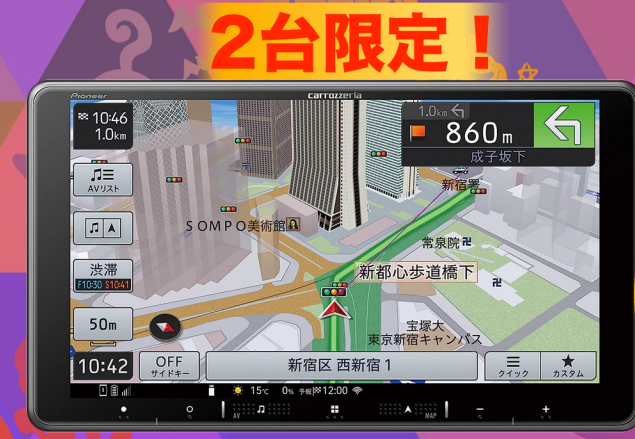 2台限定！
Pioneer
carrozzeria
10:46
1.0km
1.0km
860m
成子坂下
AVリスト
新宿署
SOMPO美術館
常泉院
渋滞
F10:30 S10:41
新都心歩道橋下
50m
宝塚大
東京新宿キャンパス
10:42
OFF
サイドキー
新宿区 西新宿1
クイック
カスタム
15℃ 0% 予報 12:00
AV
MAP